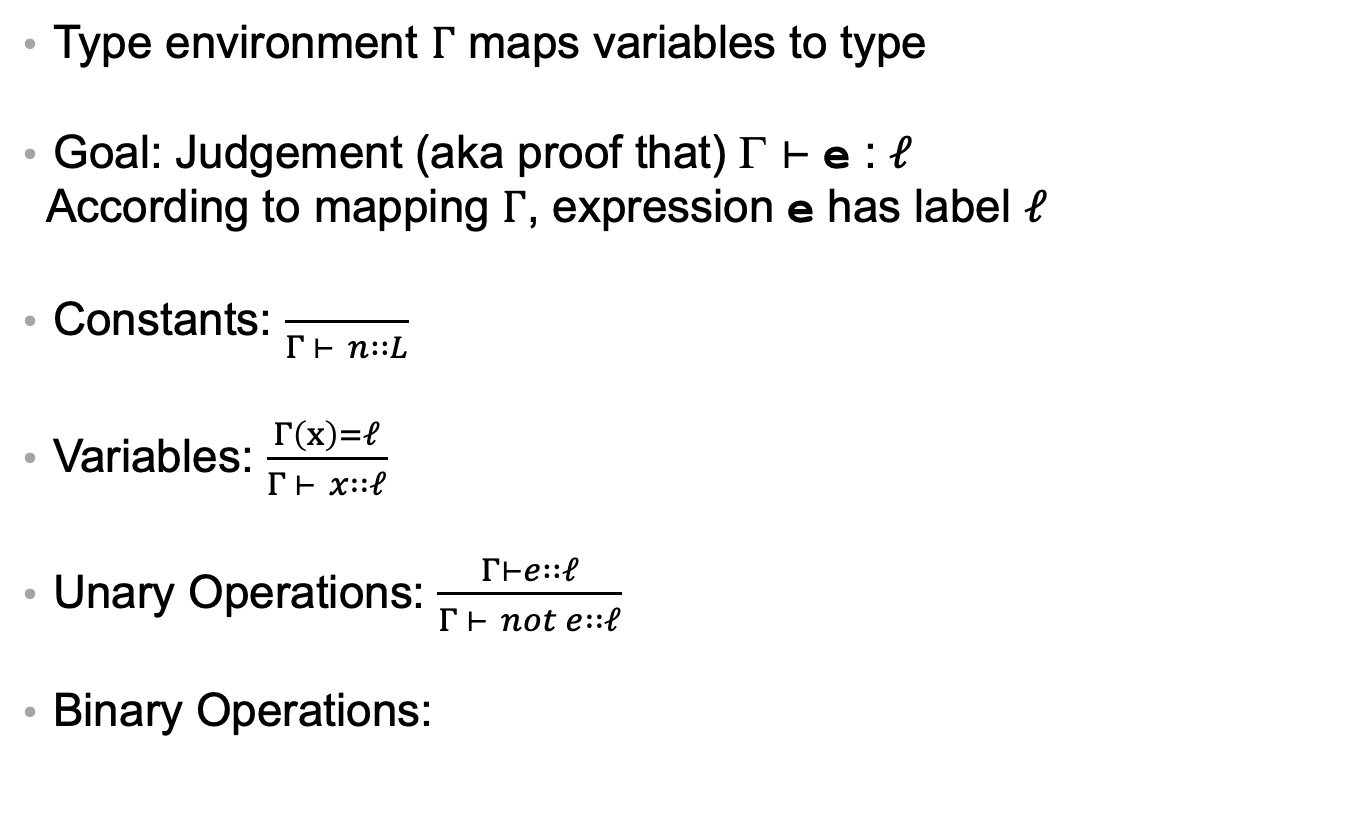 • Type environment Γ maps variables to type
• Goal: Judgement (aka proof that) Γ ⊢ e : ℓ
According to mapping Γ, expression e has label ℓ
• Constants: ―――
Γ ⊢ n∷L
• Variables: Γ(x)=ℓ
Γ ⊢ x∷ℓ
• Unary Operations: Γ⊢e∷ℓ
Γ ⊢ not e∷ℓ
• Binary Operations: